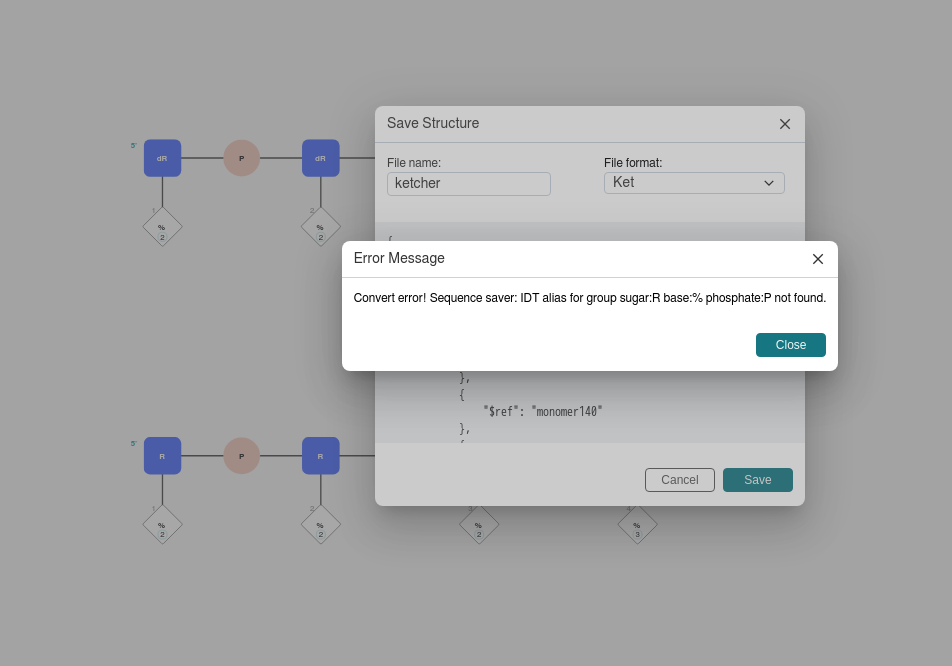 5'
dR
P
dR
1
%
2
2
%
2
Save Structure
File name:
File format:
ketcher
Ket
{
Error Message
Convert error! Sequence saver: IDT alias for group sugar:R base:% phosphate:P not found.
Close
},
{
"$ref": "monomer140"
},
Cancel
Save
5'
R
P
R
1
%
2
2
%
2
3
%
2
4
%
3